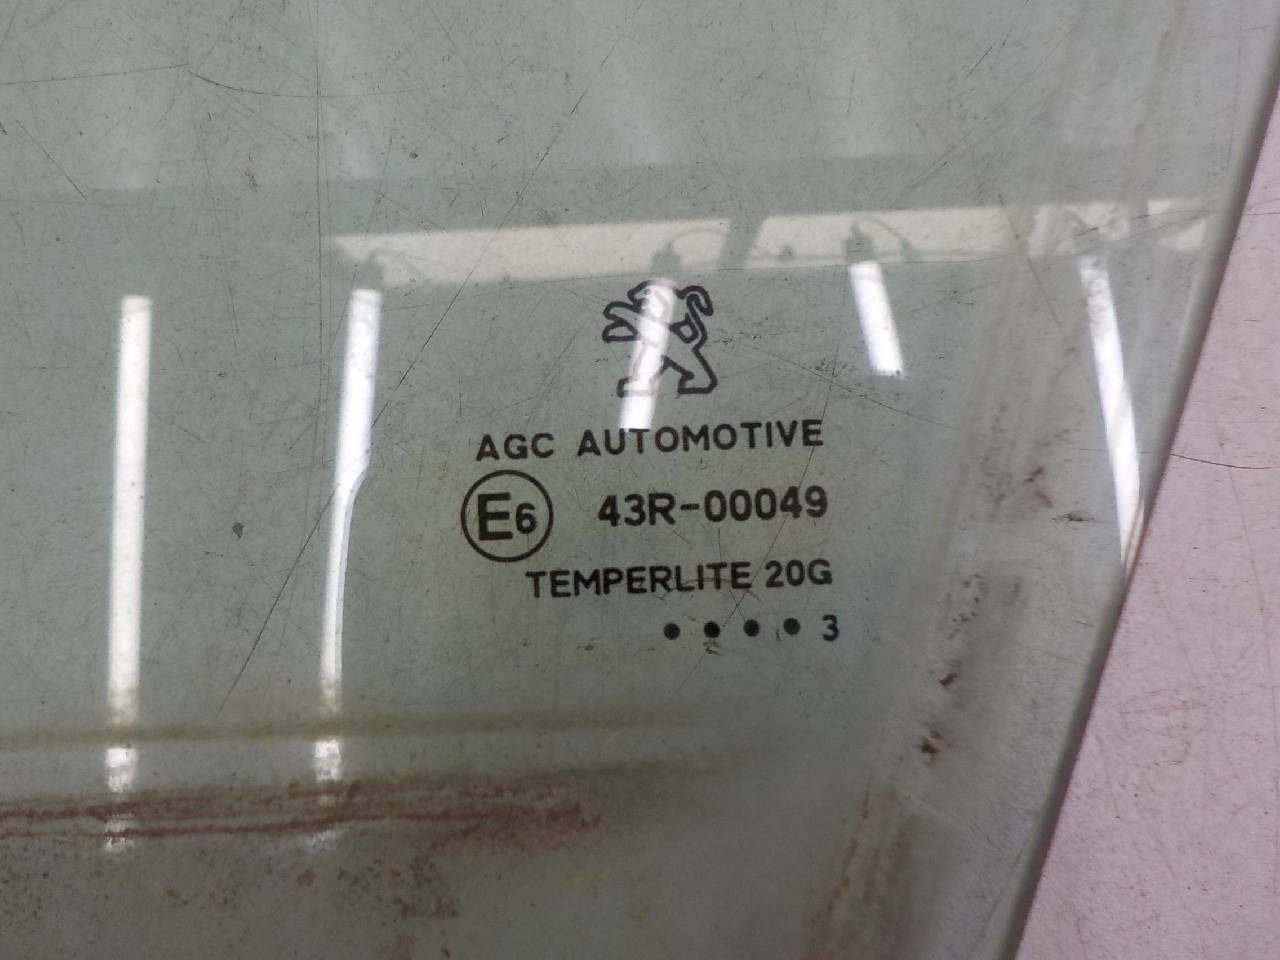 AGC AUTOMOTIVE
E6 43R-00049
TEMPERLITE 20G
• • • • 3